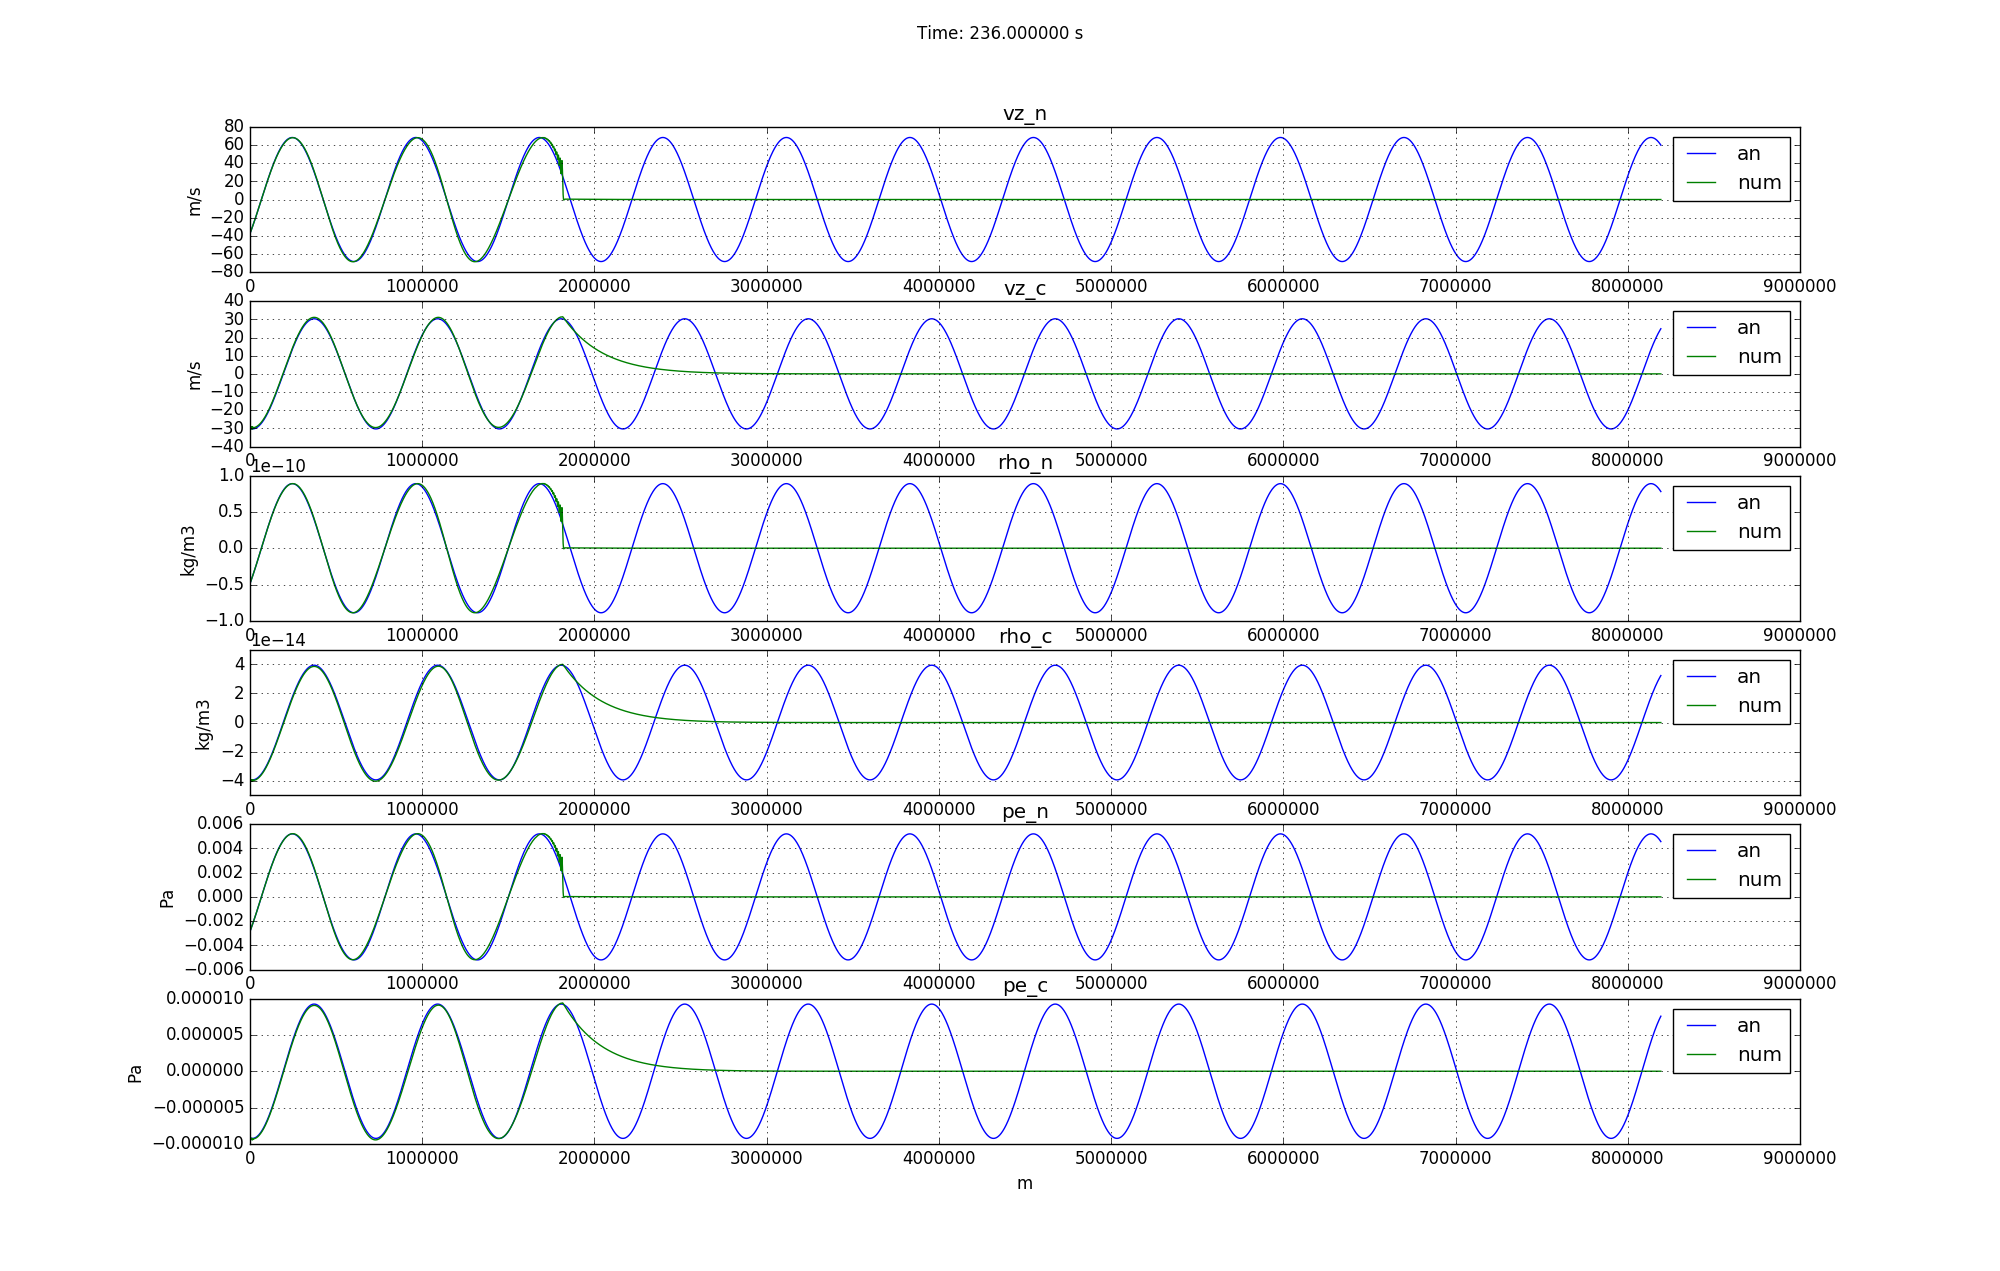 Time: 236.000000 s
vz_n
80
60
40
20
0
−20
−40
−60
−80
m/s
an
num
0 1000000 2000000 3000000 4000000 5000000 6000000 7000000 8000000 9000000
vz_c
40
30
20
10
0
−10
−20
−30
−40
m/s
an
num
0 1000000 2000000 3000000 4000000 5000000 6000000 7000000 8000000 9000000
1e−10
rho_n
1.0
0.5
0.0
−0.5
−1.0
kg/m3
an
num
0 1000000 2000000 3000000 4000000 5000000 6000000 7000000 8000000 9000000
1e−14
rho_c
4
2
0
−2
−4
kg/m3
an
num
0 1000000 2000000 3000000 4000000 5000000 6000000 7000000 8000000 9000000
pe_n
0.006
0.004
0.002
0.000
−0.002
−0.004
−0.006
Pa
an
num
0 1000000 2000000 3000000 4000000 5000000 6000000 7000000 8000000 9000000
pe_c
0.000010
0.000005
0.000000
−0.000005
−0.000010
Pa
an
num
0 1000000 2000000 3000000 4000000 5000000 6000000 7000000 8000000 9000000
m